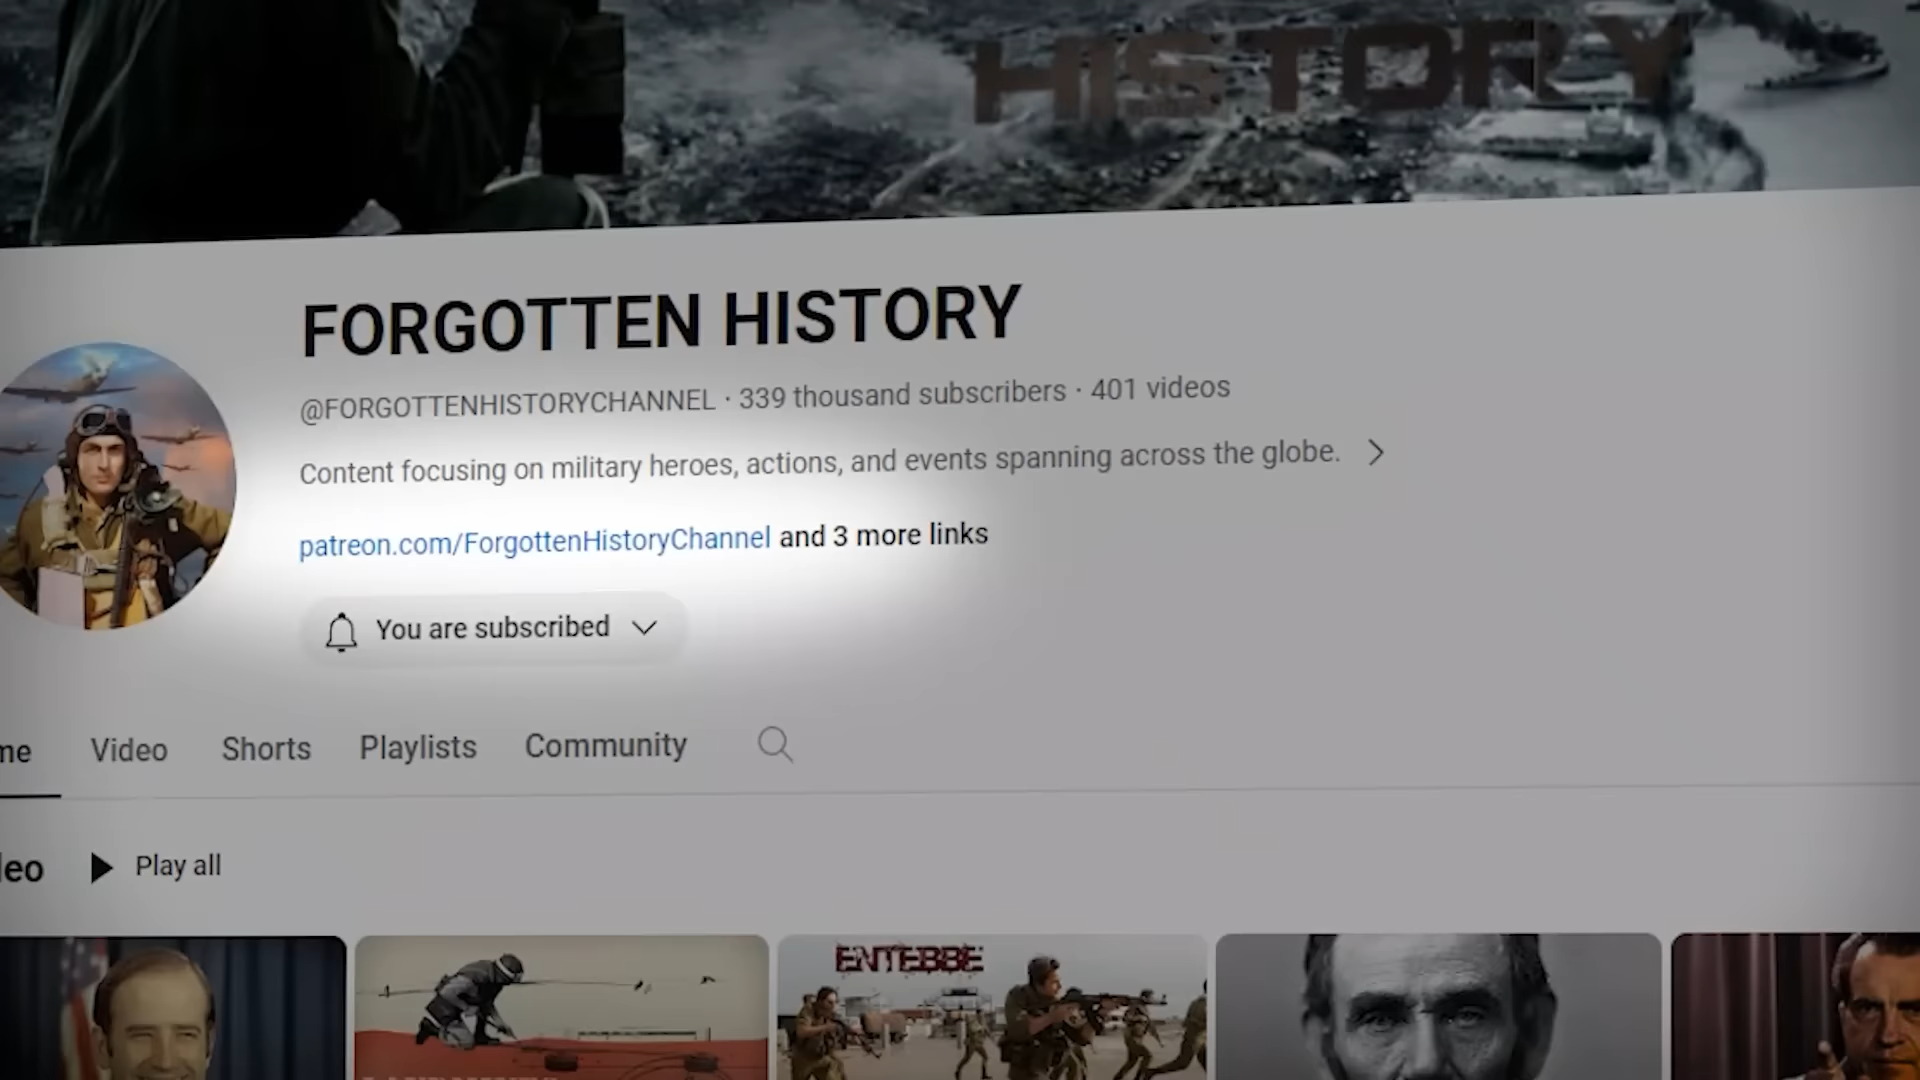 HISTORY
FORGOTTEN HISTORY
@FORGOTTENHISTORYCHANNEL · 339 thousand subscribers · 401 videos
Content focusing on military heroes, actions, and events spanning across the globe.
patreon.com/ForgottenHistoryChannel and 3 more links
You are subscribed
Video Shorts Playlists Community
Play all
ENTEBBE